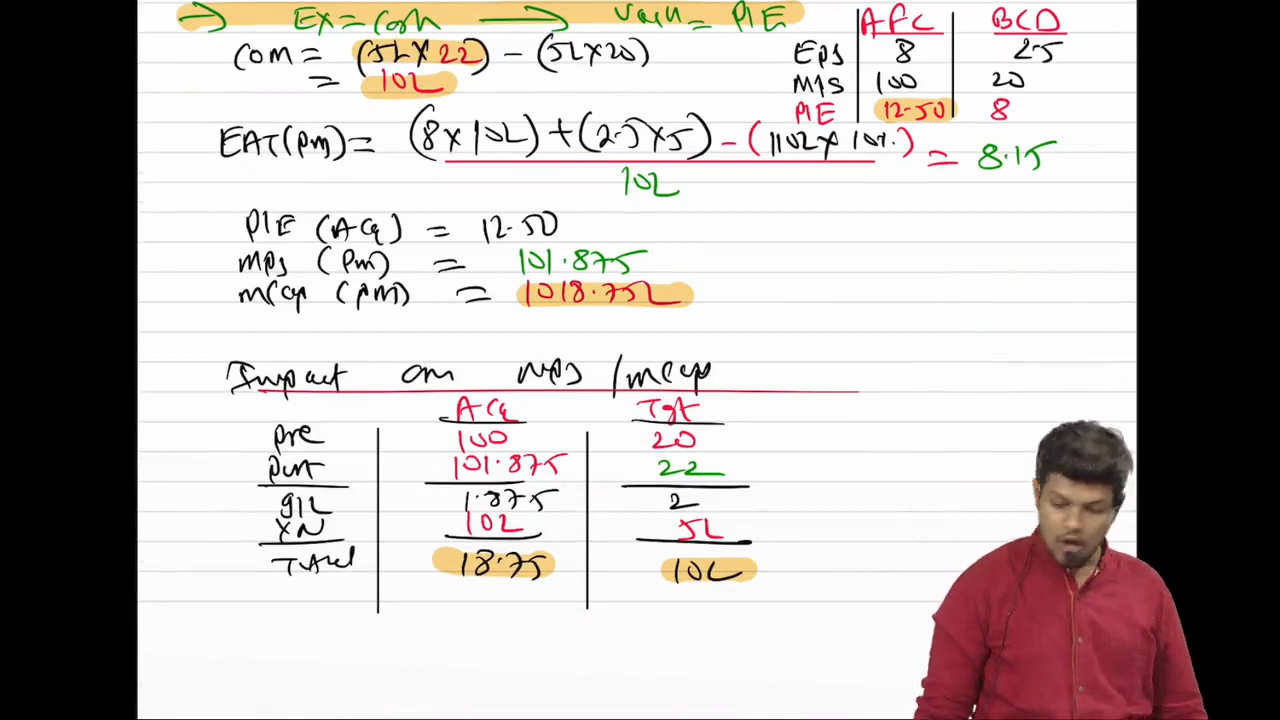 → Ex = Cash → Valn = P/E
AFC BCD
COM = (5L X 22) - (5L X 20)
EPS 8 2.5
= 10L
MPS 100 20
P/E 12.50 8
EAT (pm) = (8 X 10L) + (2.5 X 5) - (110L X 10%.)
10L
= 8.15
P/E (Acq) = 12.50
MPS (Pm) = 101.875
mcap (pm) = 1018.75L
Impact on MPS / mcap
Acq Tgt
pre 100 20
post 101.875 22
g/L 1.875 2
X N 10L 5L
Total 18.75 10L